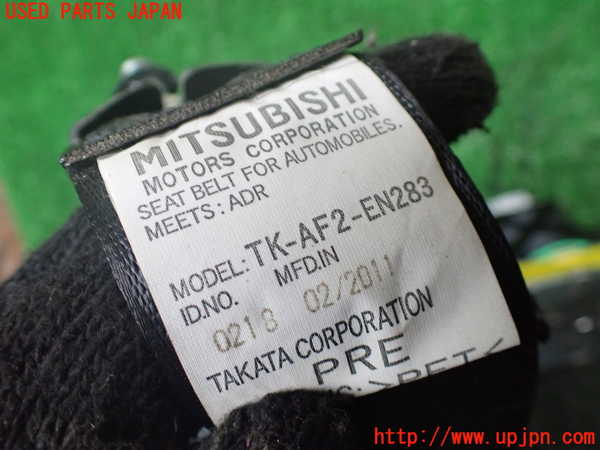 USED PARTS JAPAN
MITSUBISHI
MOTORS CORPORATION
SEAT BELT FOR AUTOMOBILES.
MEETS: ADR
MODEL: TK-AF2-EN283
ID.NO. MFD.IN
0218 02/2011
TAKATA CORPORATION
PRE
>PET<
http://www.upjpn.com/